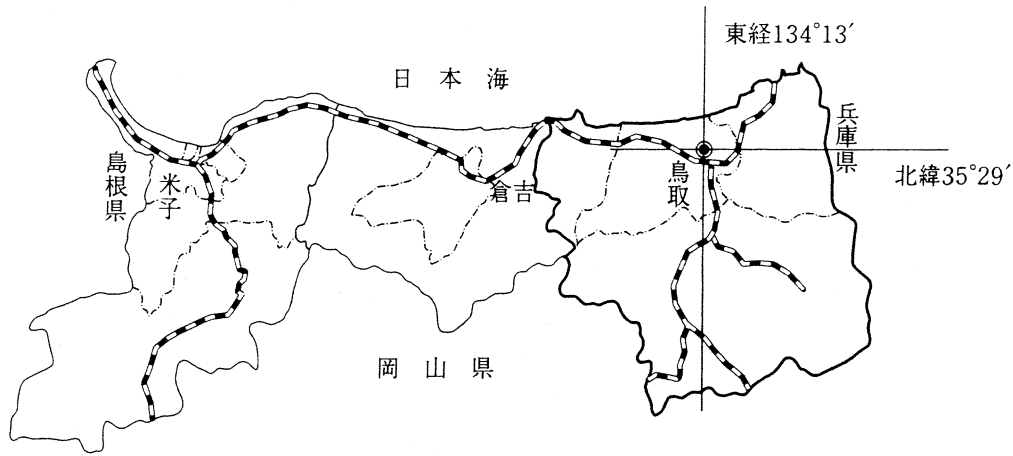 東経134°13′
日本海
兵庫県
北緯35°29′
島根県
米子
倉吉
鳥取
岡山県